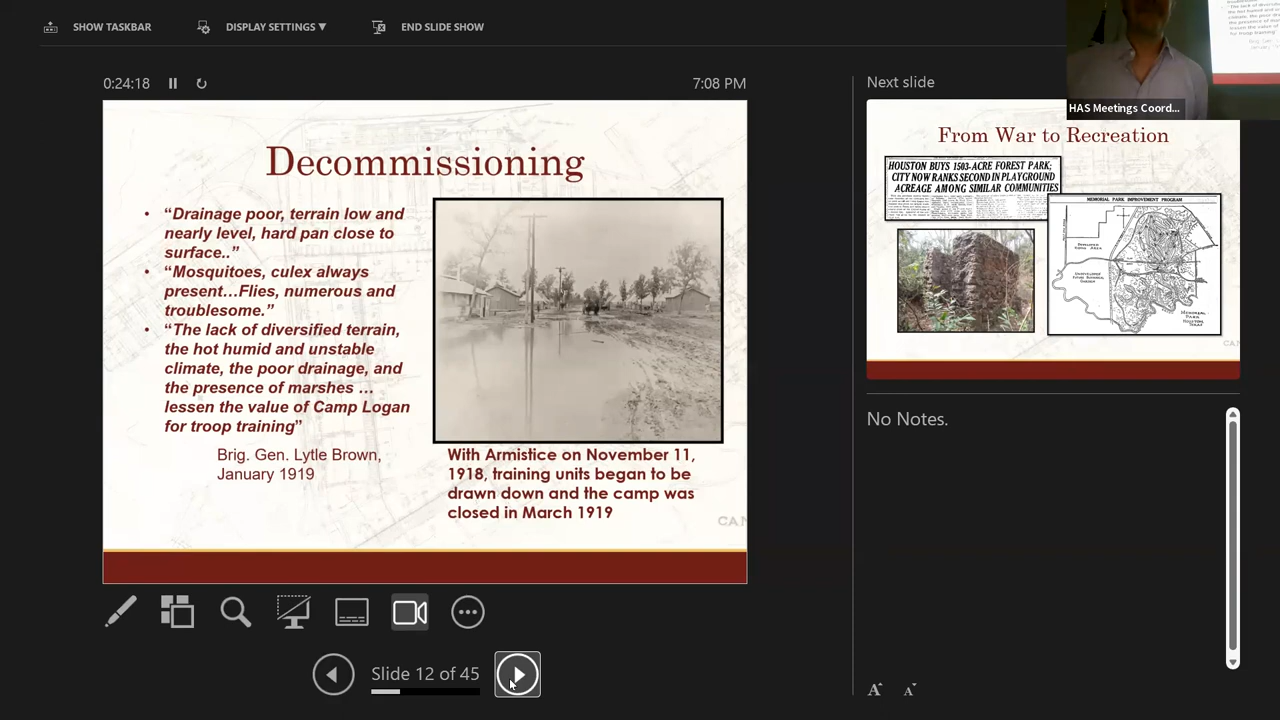 SHOW TASKBAR
DISPLAY SETTINGS ▼
END SLIDE SHOW
HAS Meetings Coord...
0:24:18
7:08 PM
Decommissioning
• “Drainage poor, terrain low and
nearly level, hard pan close to
surface..”
• “Mosquitoes, culex always
present…Flies, numerous and
troublesome.”
• “The lack of diversified terrain,
the hot humid and unstable
climate, the poor drainage, and
the presence of marshes …
lessen the value of Camp Logan
for troop training”
Brig. Gen. Lytle Brown,
January 1919
With Armistice on November 11,
1918, training units began to be
drawn down and the camp was
closed in March 1919
CAN
Next slide
From War to Recreation
HOUSTON BUYS 1503-ACRE FOREST PARK;
CITY NOW RANKS SECOND IN PLAYGROUND
ACREAGE AMONG SIMILAR COMMUNITIES
MEMORIAL PARK IMPROVEMENT PROGRAM
MEMORIAL
PARK
HOUSTON
TEXAS
No Notes.
Slide 12 of 45
A
A